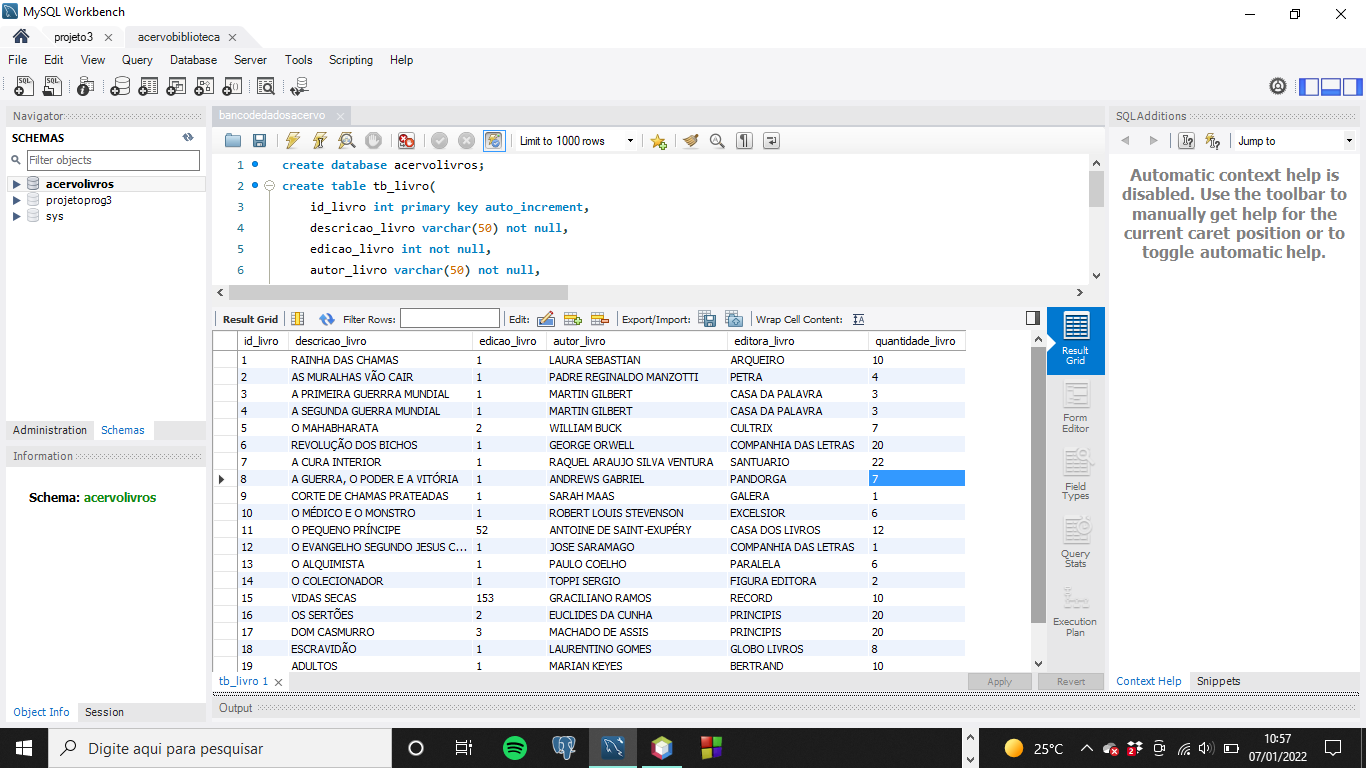 MySQL Workbench
projeto3
acervobiblioteca
File Edit View Query Database Server Tools Scripting Help
Navigator
SCHEMAS
Filter objects
acervolivros
projetoprog3
sys
Administration Schemas
Information
Schema: acervolivros
Object Info Session
bancodedadosacervo
Limit to 1000 rows
1 create database acervolivros;
2 create table tb_livro(
3 id_livro int primary key auto_increment,
4 descricao_livro varchar(50) not null,
5 edicao_livro int not null,
6 autor_livro varchar(50) not null,
Result Grid Filter Rows: Edit: Export/Import: Wrap Cell Content:
id_livro descricao_livro edicao_livro autor_livro editora_livro quantidade_livro
1 RAINHA DAS CHAMAS 1 LAURA SEBASTIAN ARQUEIRO 10
2 AS MURALHAS VÃO CAIR 1 PADRE REGINALDO MANZOTTI PETRA 4
3 A PRIMEIRA GUERRRA MUNDIAL 1 MARTIN GILBERT CASA DA PALAVRA 3
4 A SEGUNDA GUERRA MUNDIAL 1 MARTIN GILBERT CASA DA PALAVRA 3
5 O MAHABHARATA 2 WILLIAM BUCK CULTRIX 7
6 REVOLUÇÃO DOS BICHOS 1 GEORGE ORWELL COMPANHIA DAS LETRAS 20
7 A CURA INTERIOR 1 RAQUEL ARAUJO SILVA VENTURA SANTUARIO 22
8 A GUERRA, O PODER E A VITÓRIA 1 ANDREWS GABRIEL PANDORGA 7
9 CORTE DE CHAMAS PRATEADAS 1 SARAH MAAS GALERA 1
10 O MÉDICO E O MONSTRO 1 ROBERT LOUIS STEVENSON EXCELSIOR 6
11 O PEQUENO PRÍNCIPE 52 ANTOINE DE SAINT-EXUPÉRY CASA DOS LIVROS 12
12 O EVANGELHO SEGUNDO JESUS C... 1 JOSE SARAMAGO COMPANHIA DAS LETRAS 1
13 O ALQUIMISTA 1 PAULO COELHO PARALELA 6
14 O COLECIONADOR 1 TOPPI SERGIO FIGURA EDITORA 2
15 VIDAS SECAS 153 GRACILIANO RAMOS RECORD 10
16 OS SERTÕES 2 EUCLIDES DA CUNHA PRINCIPIS 20
17 DOM CASMURRO 3 MACHADO DE ASSIS PRINCIPIS 20
18 ESCRAVIDÃO 1 LAURENTINO GOMES GLOBO LIVROS 8
19 ADULTOS 1 MARIAN KEYES BERTRAND 10
tb_livro 1
Apply Revert
Output
Result
Grid
Form
Editor
Field
Types
Query
Stats
Execution
Plan
SQLAdditions
Jump to
Automatic context help is
disabled. Use the toolbar to
manually get help for the
current caret position or to
toggle automatic help.
Context Help Snippets
Digite aqui para pesquisar
25°C
10:57
07/01/2022